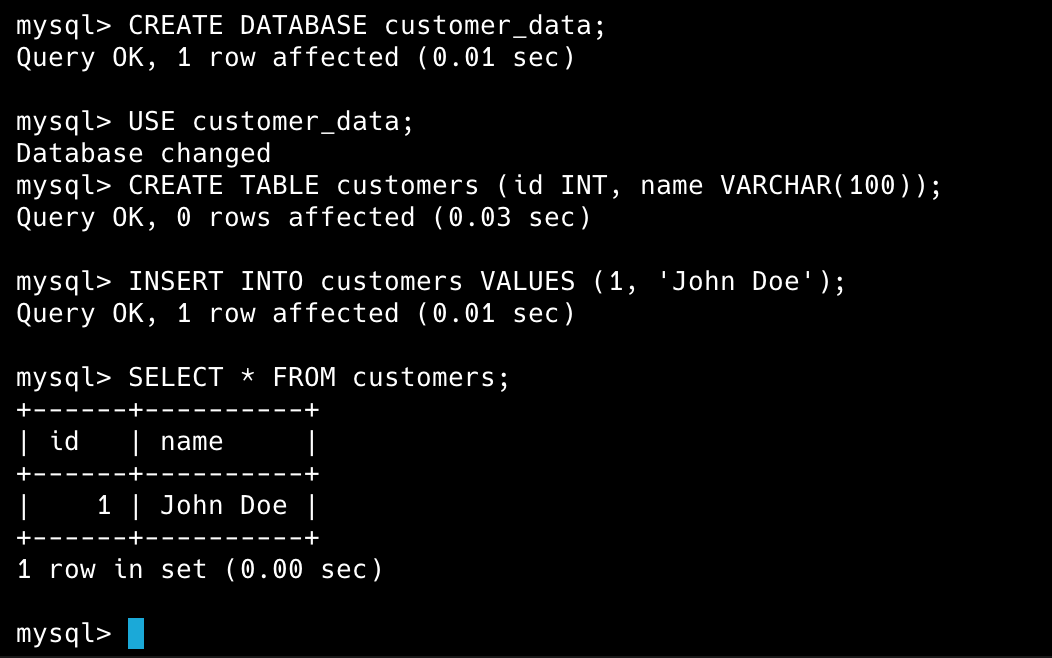 mysql> CREATE DATABASE customer_data;
Query OK, 1 row affected (0.01 sec)

mysql> USE customer_data;
Database changed
mysql> CREATE TABLE customers (id INT, name VARCHAR(100));
Query OK, 0 rows affected (0.03 sec)

mysql> INSERT INTO customers VALUES (1, 'John Doe');
Query OK, 1 row affected (0.01 sec)

mysql> SELECT * FROM customers;
+------+----------+
| id   | name     |
+------+----------+
|    1 | John Doe |
+------+----------+
1 row in set (0.00 sec)

mysql>